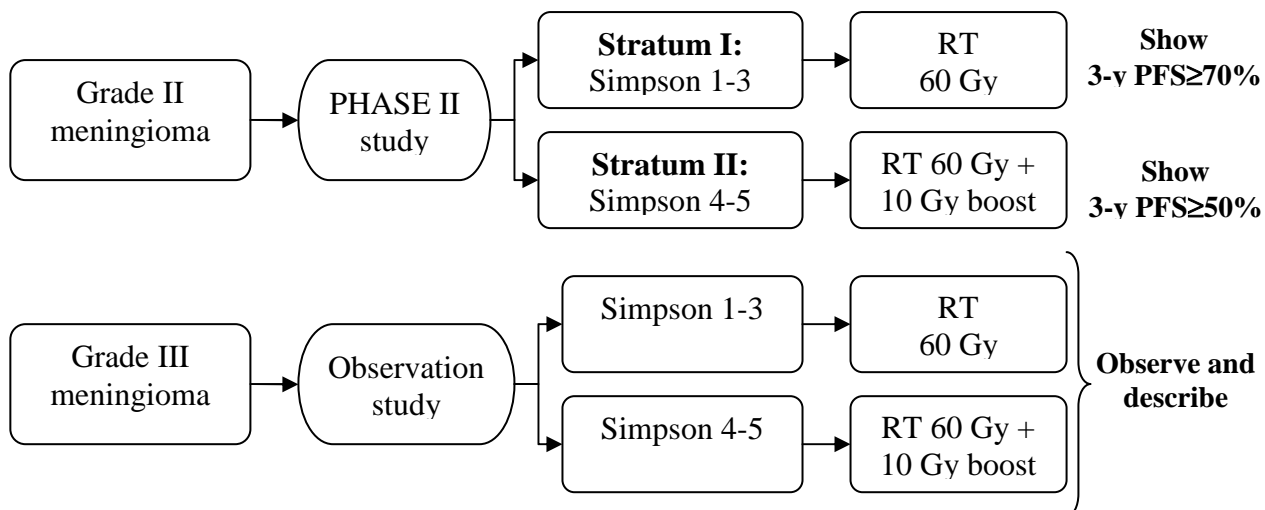 Grade II
meningioma
PHASE II
study
Stratum I:
Simpson 1-3
RT
60 Gy
Show
3-y PFS≥70%
Stratum II:
Simpson 4-5
RT 60 Gy +
10 Gy boost
Show
3-y PFS≥50%
Grade III
meningioma
Observation
study
Simpson 1-3
RT
60 Gy
Simpson 4-5
RT 60 Gy +
10 Gy boost
Observe and
describe